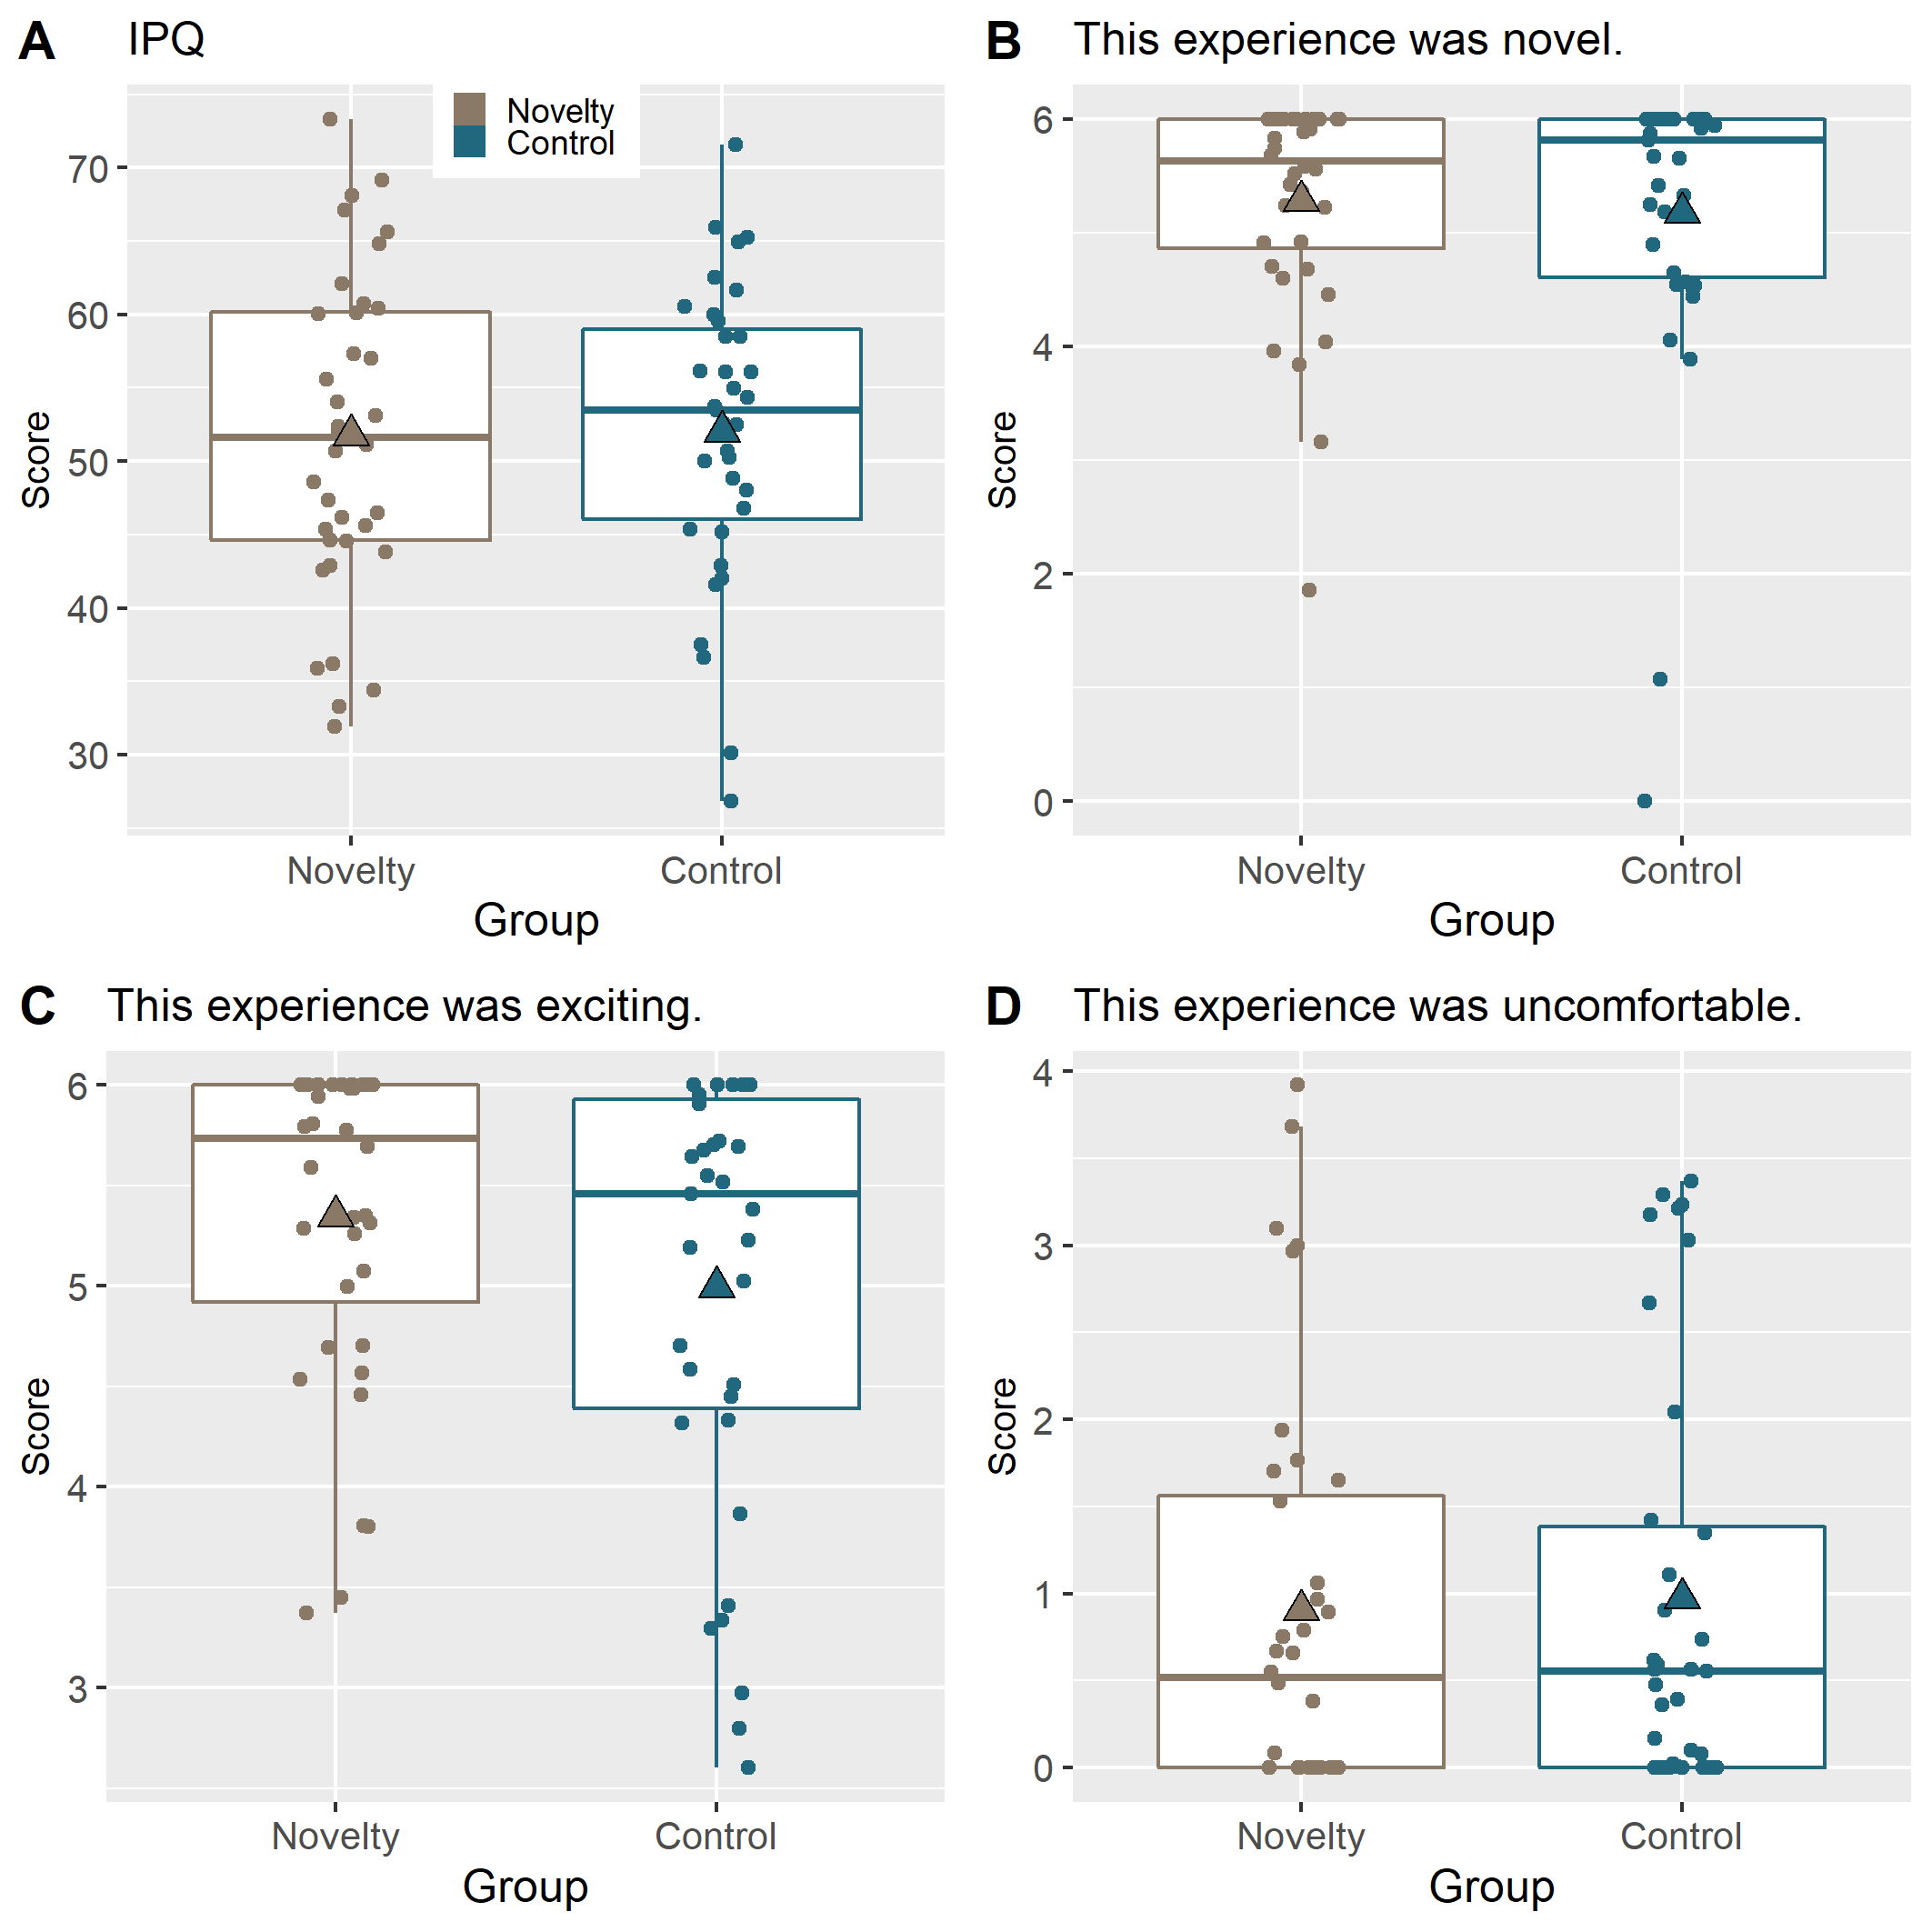 A IPQ
Novelty
Control
70
60
50
40
30
Score
Novelty Control
Group
B This experience was novel.
6
4
2
0
Score
Novelty Control
Group
C This experience was exciting.
6
5
4
3
Score
Novelty Control
Group
D This experience was uncomfortable.
4
3
2
1
0
Score
Novelty Control
Group